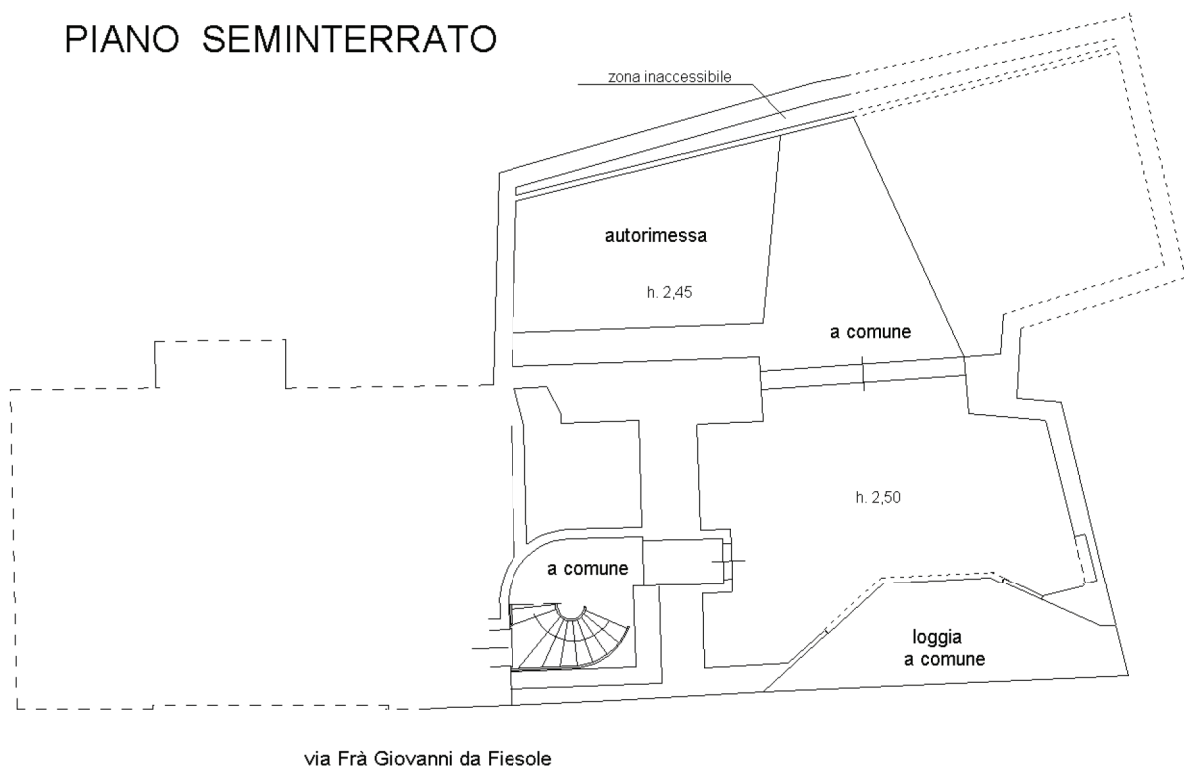 PIANO SEMINTERRATO
zona inaccessibile
autorimessa
h. 2,45
a comune
h. 2,50
a comune
loggia
a comune
via Frà Giovanni da Fiesole